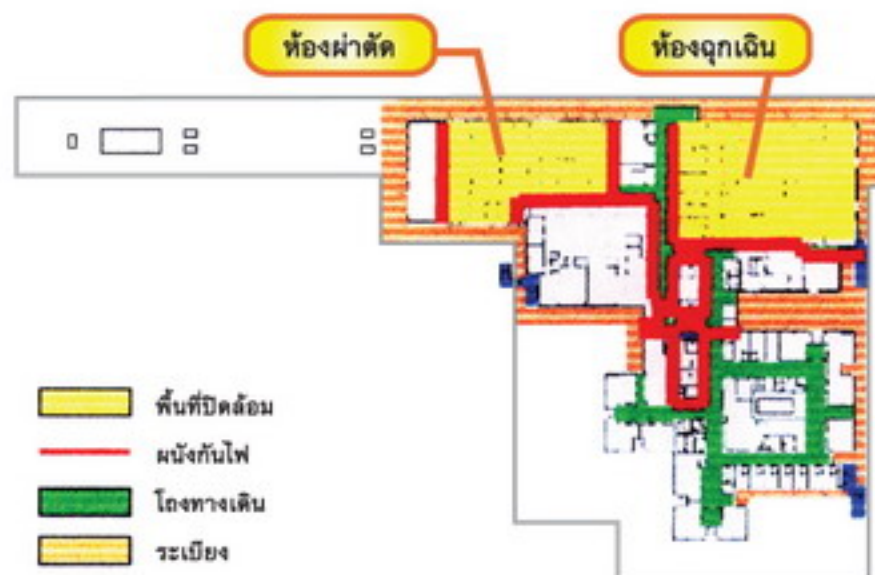 ห้องผ่าตัด
ห้องฉุกเฉิน
พื้นที่ปิดล้อม
ผนังกันไฟ
โถงทางเดิน
ระเบียง